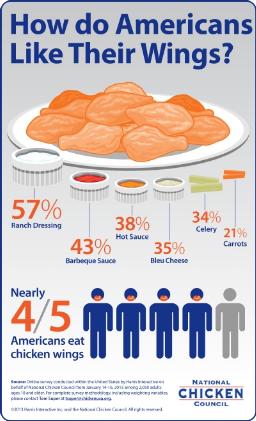 How do Americans
Like Their Wings?
57%
Ranch Dressing
43%
Barbeque Sauce
38%
Hot Sauce
35%
Bleu Cheese
34%
Celery
21%
Carrots
Nearly
4/5
Americans eat
chicken wings
NATIONAL
CHICKEN
COUNCIL
Source: Online survey conducted within the United States by Harris Interactive on
behalf of National Chicken Council from January 14-16, 2013 among 2,
adults
ages 18 and older. For complete survey methodology, including weighting variables,
please contact Tom Super at tsuper@chickenusa.org.
©2013 Harris Interactive Inc. and the National Chicken Council. All rights reserved.